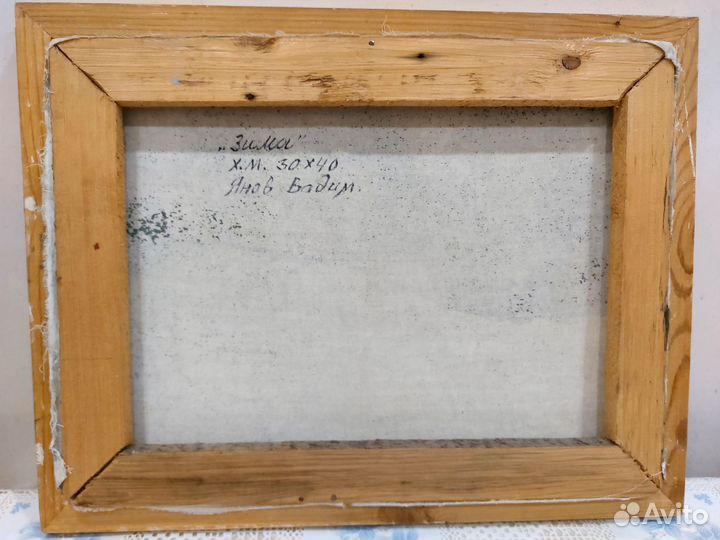 „Зима"
Х.М. 30х40
Янов Вадим.
Avito